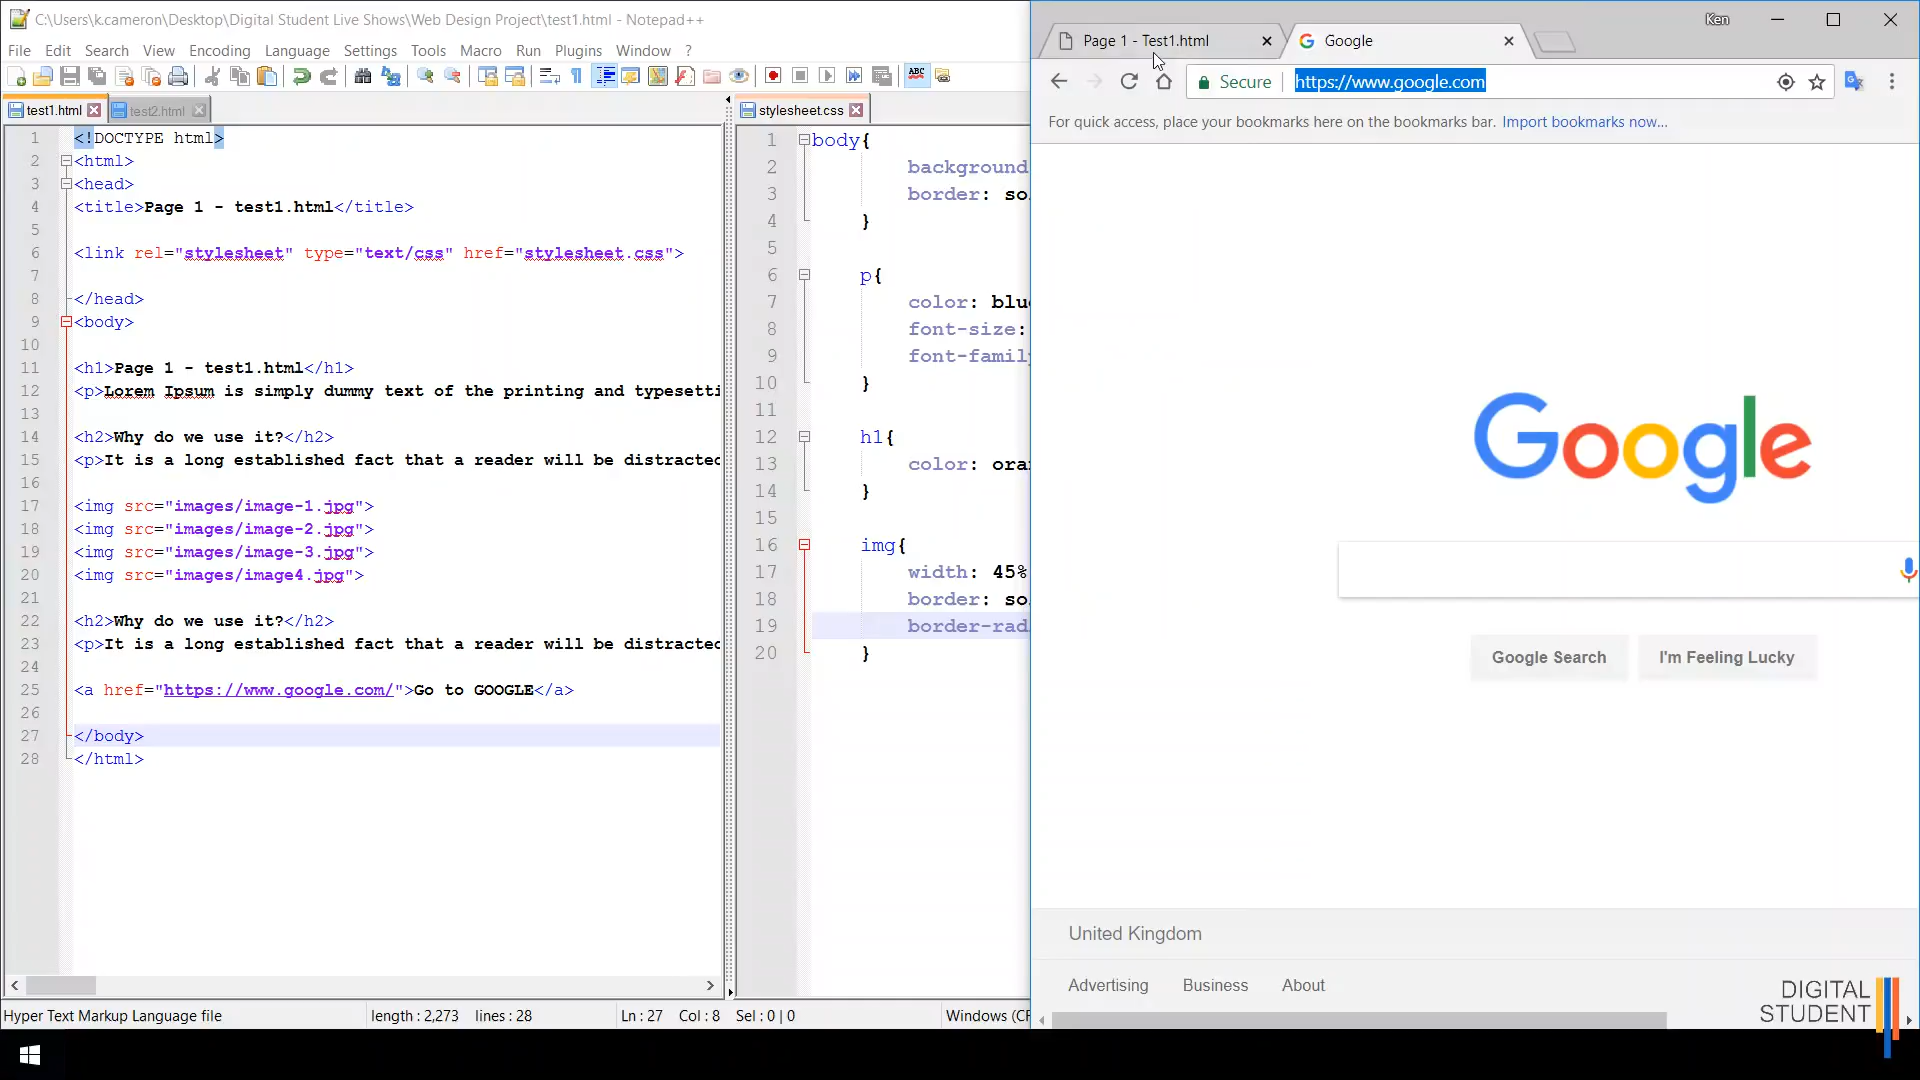 C:\Users\k.cameron\Desktop\Digital Student Live Shows\Web Design Project\test1.html - Notepad++
File Edit Search View Encoding Language Settings Tools Macro Run Plugins Window ?
test1.html
test2.html
1 <!DOCTYPE html>
2 <html>
3 <head>
4 <title>Page 1 - test1.html</title>
5
6 <link rel="stylesheet" type="text/css" href="stylesheet.css">
7
8 </head>
9 <body>
10
11 <h1>Page 1 - test1.html</h1>
12 <p>Lorem Ipsum is simply dummy text of the printing and typesetti
13
14 <h2>Why do we use it?</h2>
15 <p>It is a long established fact that a reader will be distracted
16
17 <img src="images/image-1.jpg">
18 <img src="images/image-2.jpg">
19 <img src="images/image-3.jpg">
20 <img src="images/image4.jpg">
21
22 <h2>Why do we use it?</h2>
23 <p>It is a long established fact that a reader will be distracted
24
25 <a href="https://www.google.com/">Go to GOOGLE</a>
26
27 </body>
28 </html>
stylesheet.css
1 body{
2 background
3 border: so
4 }
5
6 p{
7 color: blue
8 font-size:
9 font-family
10 }
11
12 h1{
13 color: oran
14 }
15
16 img{
17 width: 45%
18 border: so
19 border-rad
20 }
Hyper Text Markup Language file length : 2,273 lines : 28 Ln : 27 Col : 8 Sel : 0 | 0 Windows (CR
Ken
Page 1 - Test1.html
Google
Secure https://www.google.com
For quick access, place your bookmarks here on the bookmarks bar. Import bookmarks now...
Google
Google Search I'm Feeling Lucky
United Kingdom
Advertising Business About
DIGITAL
STUDENT